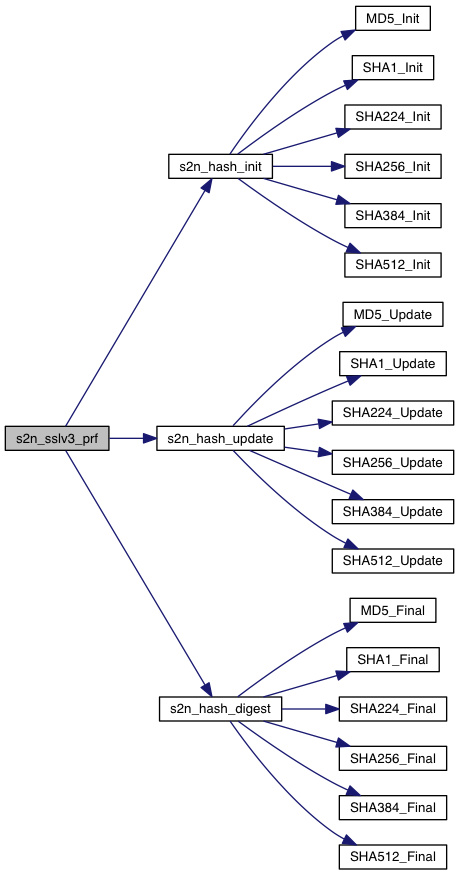 MD5_Init
SHA1_Init
SHA224_Init
s2n_hash_init
SHA256_Init
SHA384_Init
SHA512_Init
MD5_Update
SHA1_Update
SHA224_Update
s2n_sslv3_prf
s2n_hash_update
SHA256_Update
SHA384_Update
SHA512_Update
MD5_Final
SHA1_Final
s2n_hash_digest
SHA224_Final
SHA256_Final
SHA384_Final
SHA512_Final